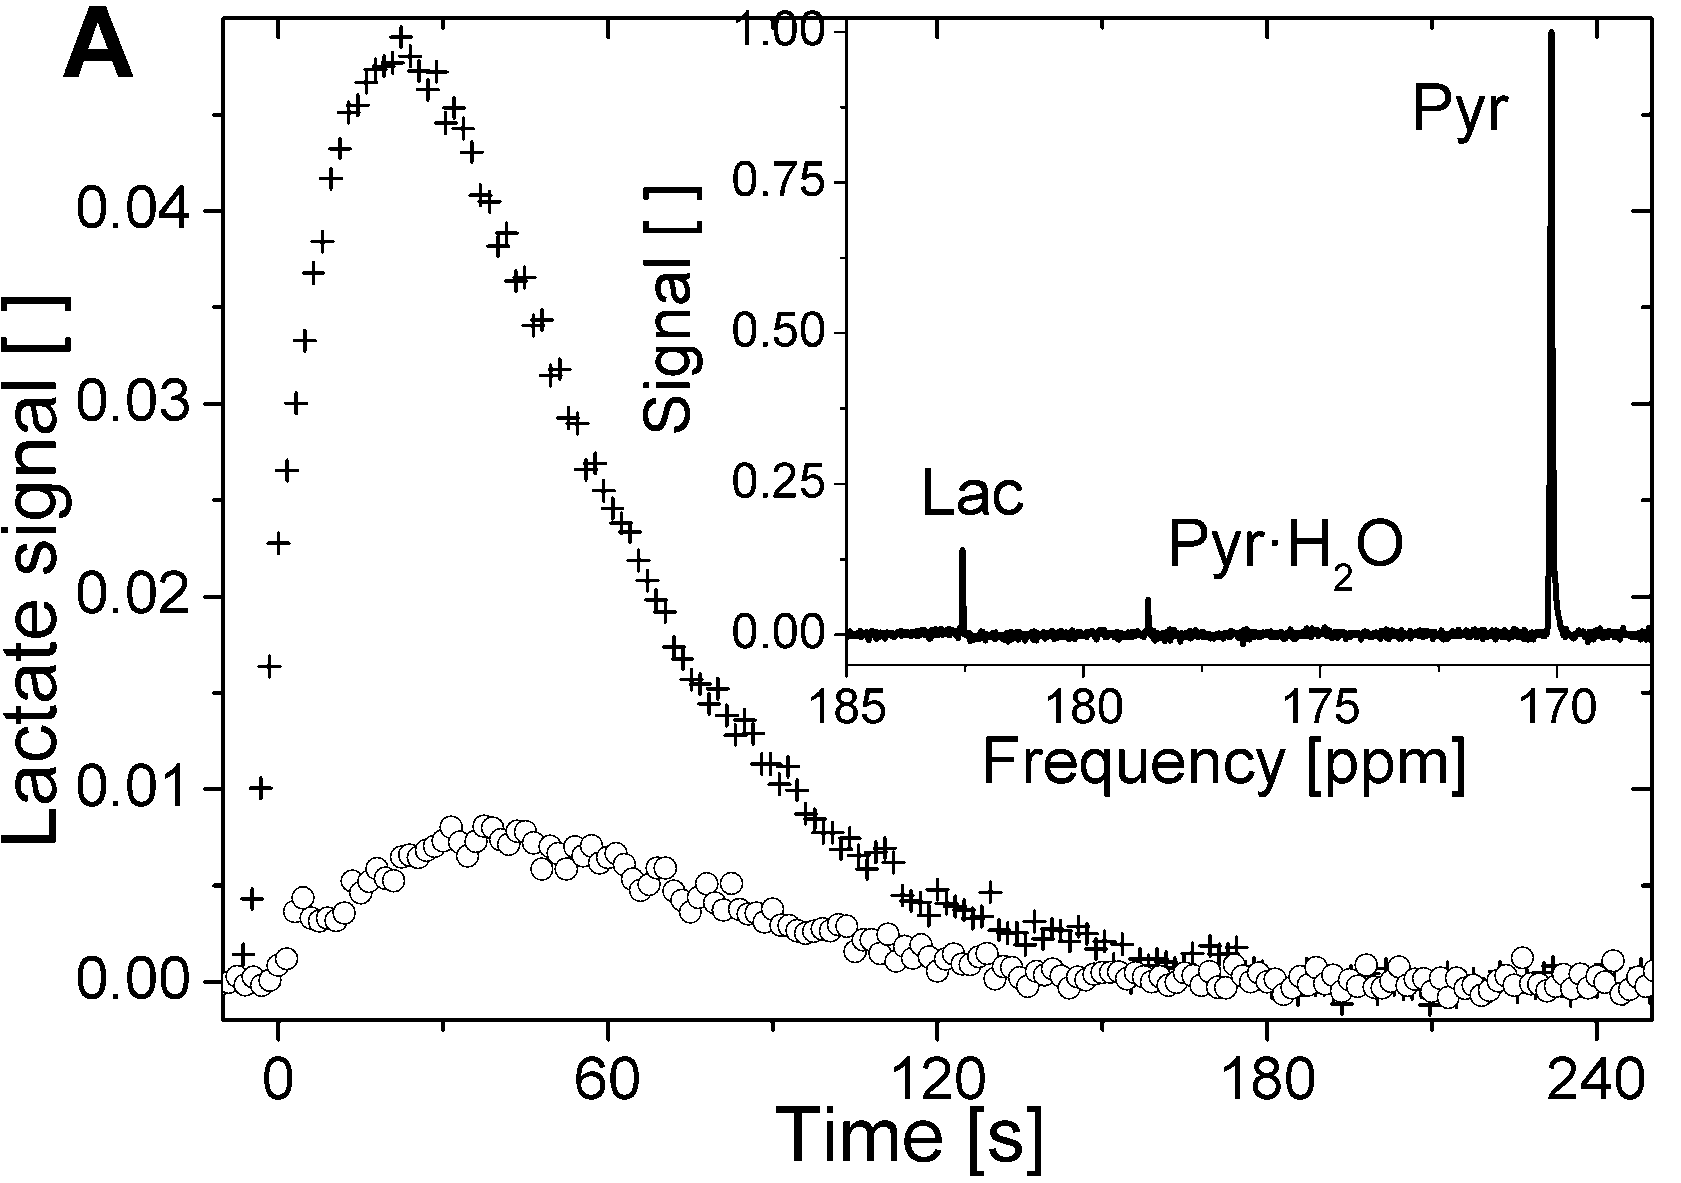 A
Lactate signal [ ]
0.04
0.03
0.02
0.01
0.00
0 60 120 180 240
Time [s]
Signal [ ]
1.00
0.75
0.50
0.25
0.00
Pyr
Lac
Pyr·H₂O
185 180 175 170
Frequency [ppm]